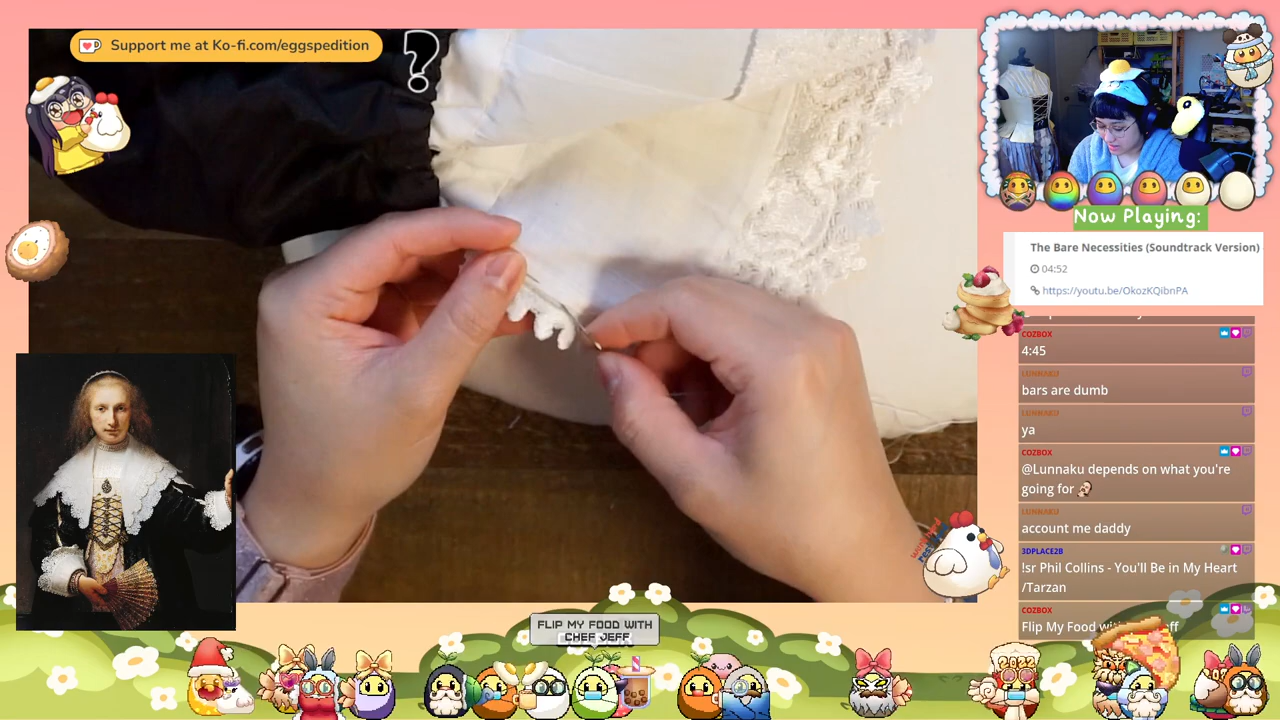 Support me at Ko-fi.com/eggspedition
?
Now Playing:
The Bare Necessities (Soundtrack Version)
04:52
https://youtu.be/OkozKQibnPA
COZBOX
4:45
LUNNAKU
bars are dumb
LUNNAKU
ya
COZBOX
@Lunnaku depends on what you're
going for
LUNNAKU
account me daddy
3DPLACE2B
!sr Phil Collins - You'll Be in My Heart
/Tarzan
COZBOX
Flip My Food
FLIP MY FOOD WITH
CHEF JEFF
2022